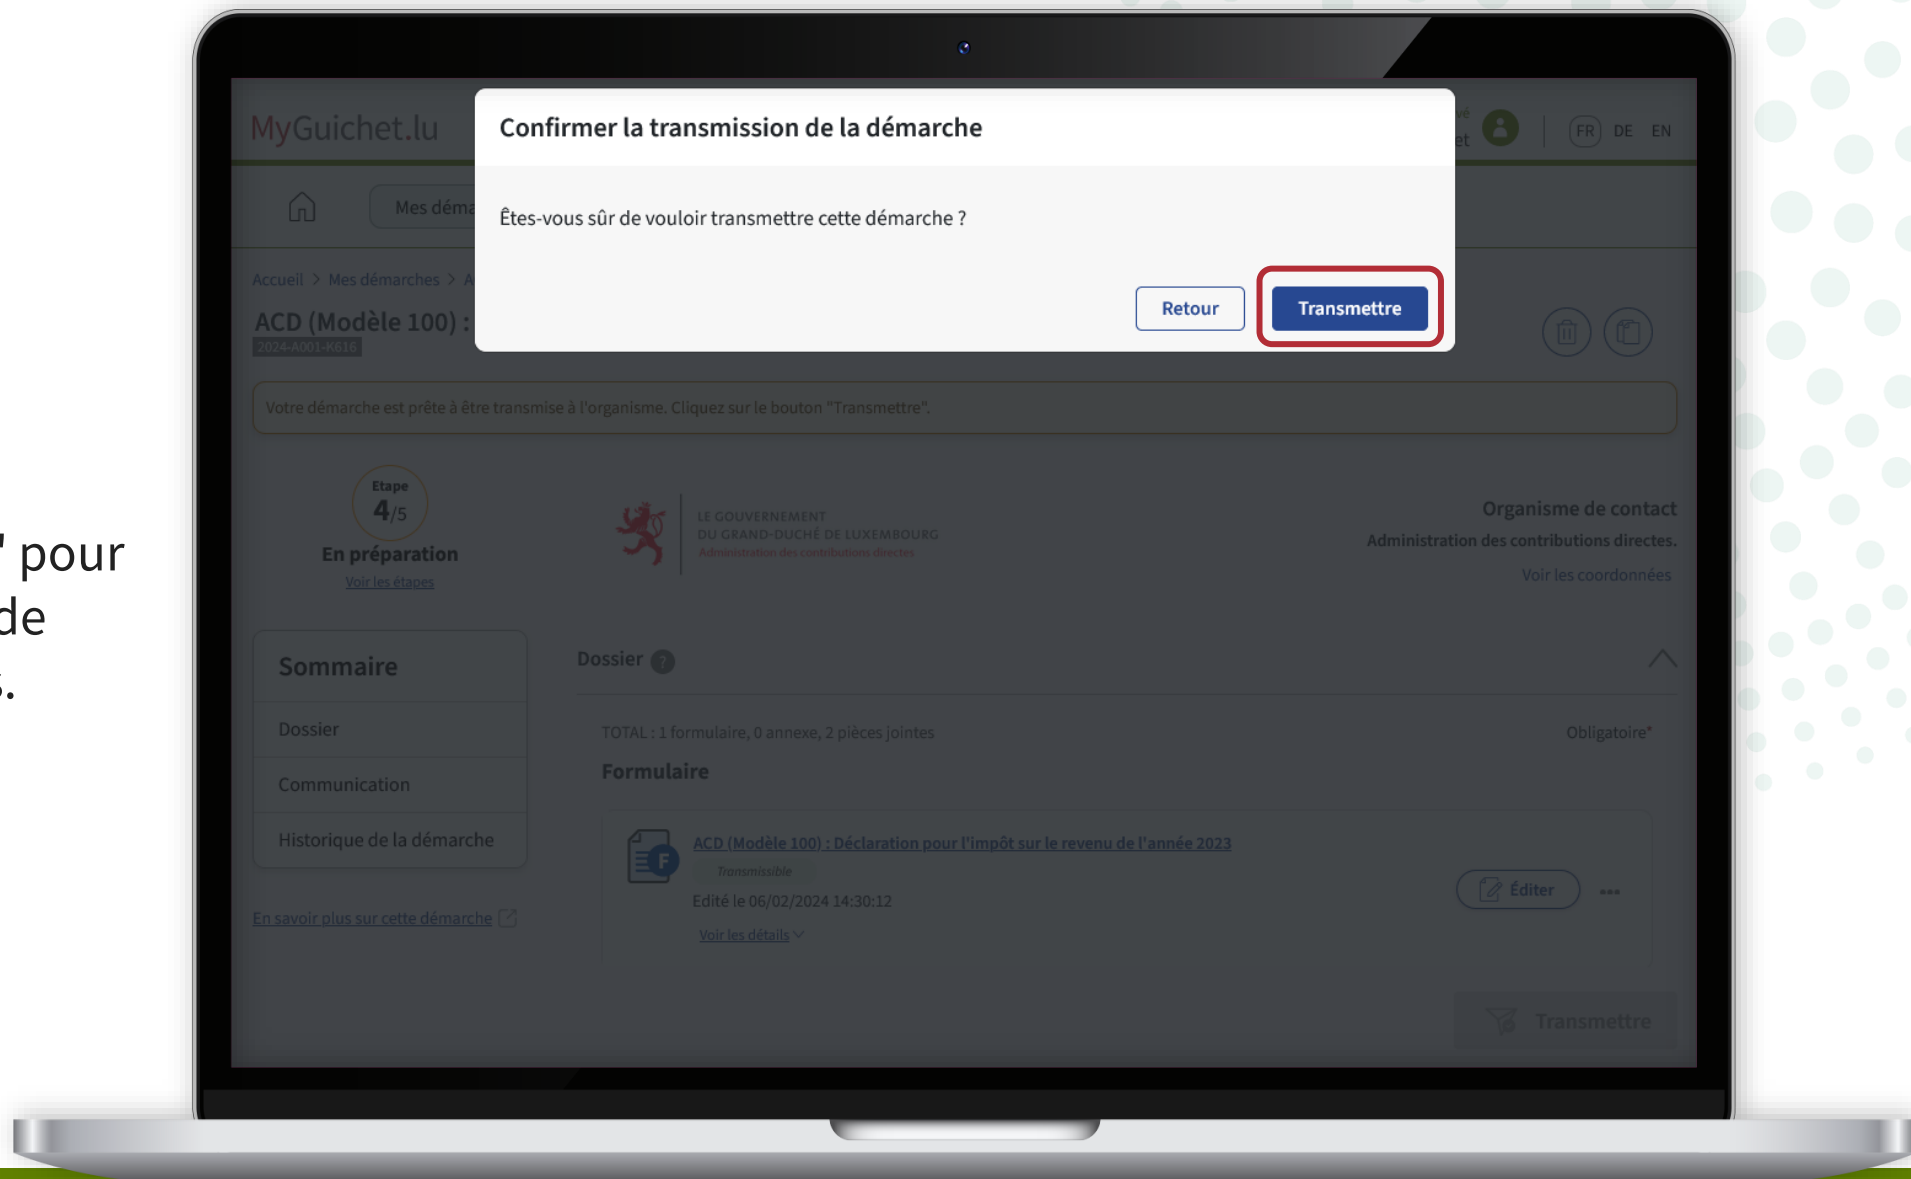 " pour
de
s.
MyGuichet.lu
Confirmer la transmission de la démarche
vé
et
FR DE EN
Mes déma
Êtes-vous sûr de vouloir transmettre cette démarche ?
Retour
Transmettre
Accueil > Mes démarches > A
ACD (Modèle 100) :
2024-A001-K616
Votre démarche est prête à être transmise à l'organisme. Cliquez sur le bouton "Transmettre".
Etape
4/5
En préparation
Voir les étapes
LE GOUVERNEMENT
DU GRAND-DUCHÉ DE LUXEMBOURG
Administration des contributions directes
Organisme de contact
Administration des contributions directes.
Voir les coordonnées
Sommaire
Dossier
Communication
Historique de la démarche
En savoir plus sur cette démarche
Dossier ?
TOTAL : 1 formulaire, 0 annexe, 2 pièces jointes
Obligatoire*
Formulaire
F
ACD (Modèle 100) : Déclaration pour l'impôt sur le revenu de l'année 2023
Transmissible
Edité le 06/02/2024 14:30:12
Voir les détails
Éditer
Transmettre